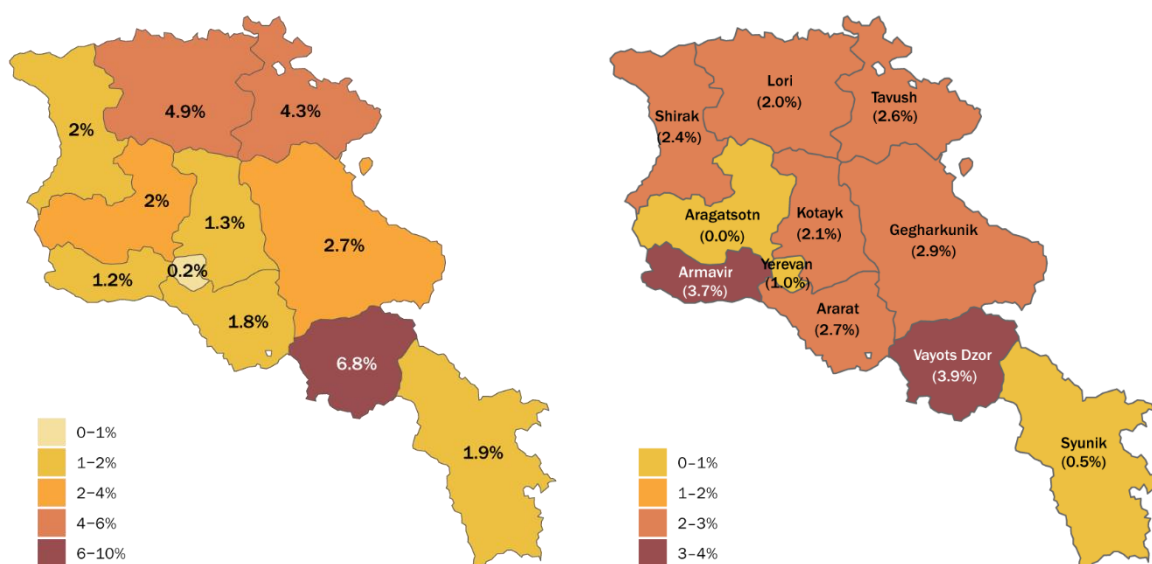 4.9%
4.3%
2%
2%
1.3%
2.7%
0.2%
1.2%
1.8%
6.8%
1.9%
0–1%
1–2%
2–4%
4–6%
6–10%
Lori
(2.0%)
Tavush
(2.6%)
Shirak
(2.4%)
Aragatsotn
(0.0%)
Kotayk
(2.1%)
Gegharkunik
(2.9%)
Armavir
(3.7%)
Yerevan
(1.0%)
Ararat
(2.7%)
Vayots Dzor
(3.9%)
Syunik
(0.5%)
0–1%
1–2%
2–3%
3–4%